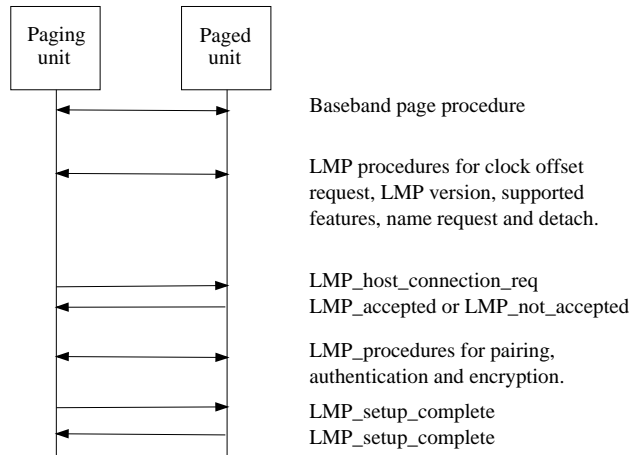 Paging
unit
Paged
unit
Baseband page procedure
LMP procedures for clock offset
request, LMP version, supported
features, name request and detach.
LMP_host_connection_req
LMP_accepted or LMP_not_accepted
LMP_procedures for pairing,
authentication and encryption.
LMP_setup_complete
LMP_setup_complete